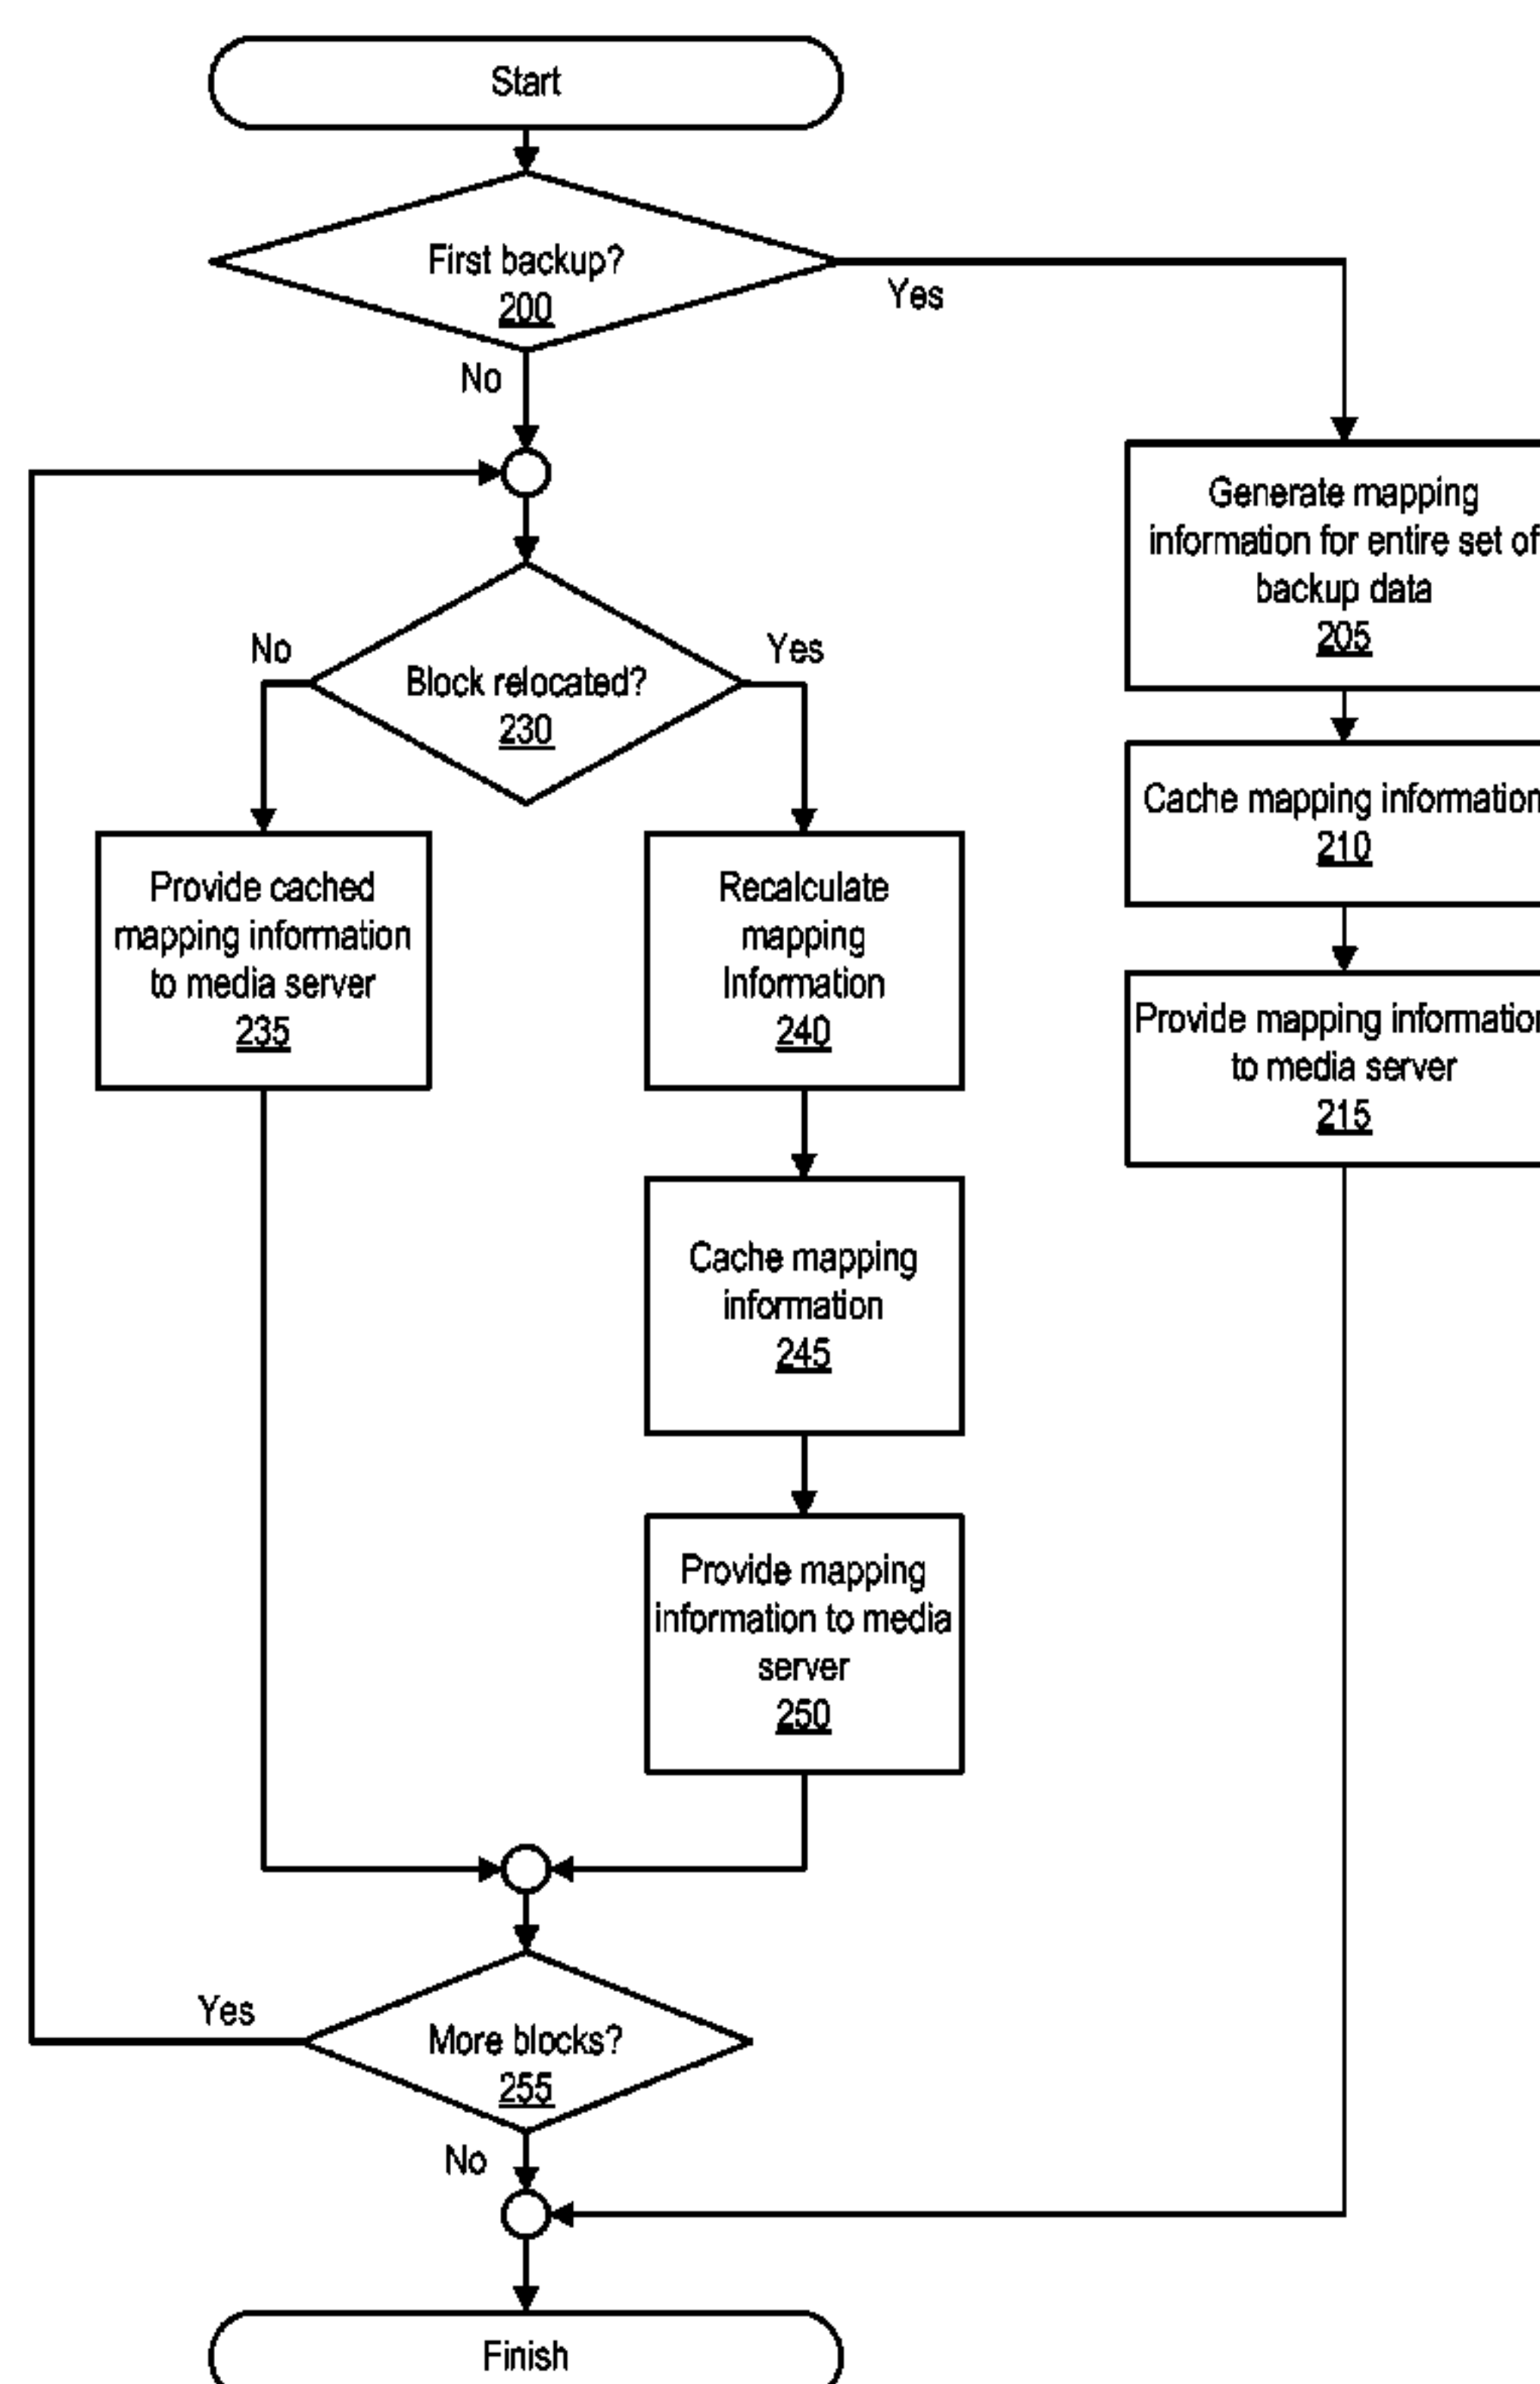 Start
First backup?
200
Yes
No
Generate mapping
information for entire set of
backup data
205
No
Yes
Block relocated?
230
Cache mapping information
210
Provide cached
mapping information
to media server
235
Recalculate
mapping
Information
240
Provide mapping information
to media server
215
Cache mapping
information
245
Provide mapping
information to media
server
250
Yes
More blocks?
255
No
Finish